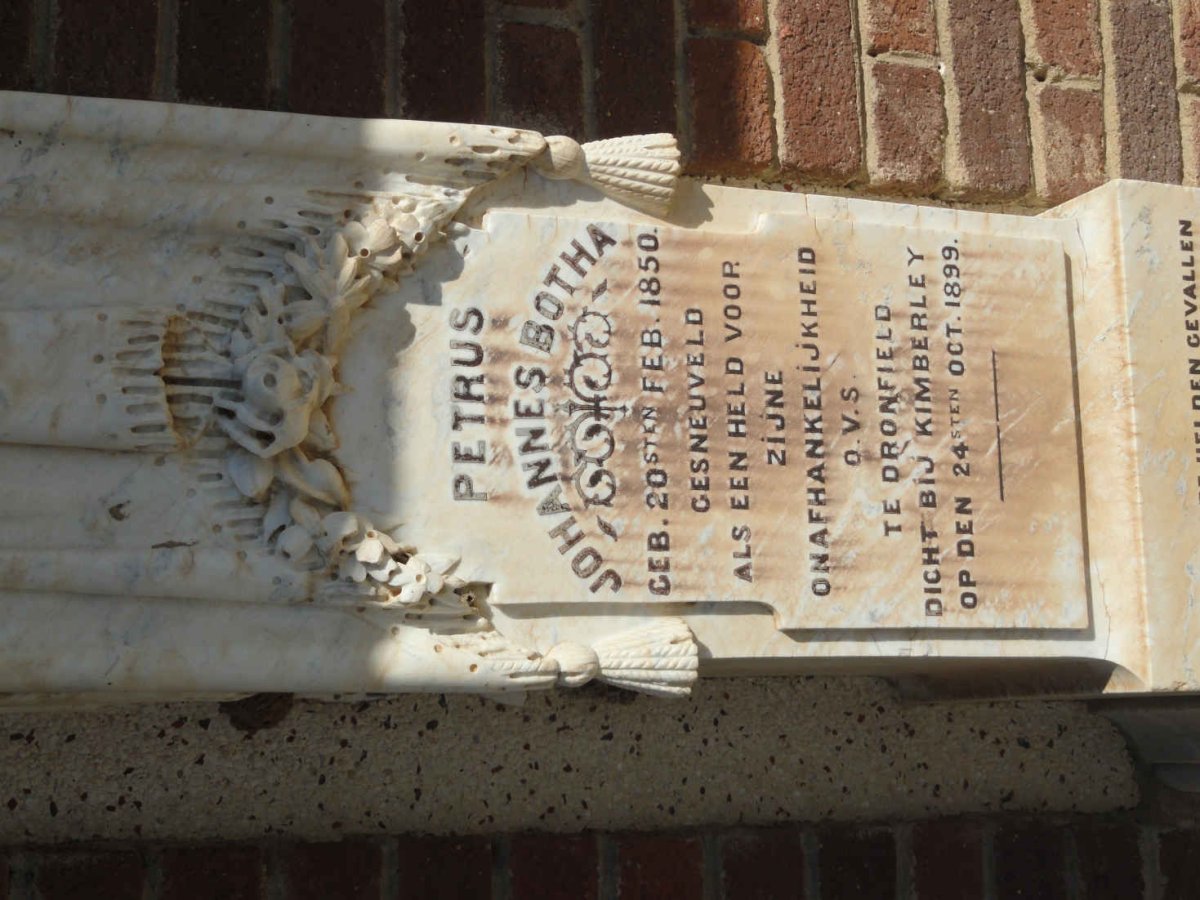 PETRUS
JOHANNES BOTHA
GEB. 20STEN FEB. 1850.
GESNEUVELD
ALS EEN HELD VOOR
ZIJNE
ONAFHANKELIJKHEID
O.V.S.
TE DRONFIELD
DICHT BIJ KIMBERLEY
OP DEN 24STEN OCT. 1899.
HELDEN GEVALLEN